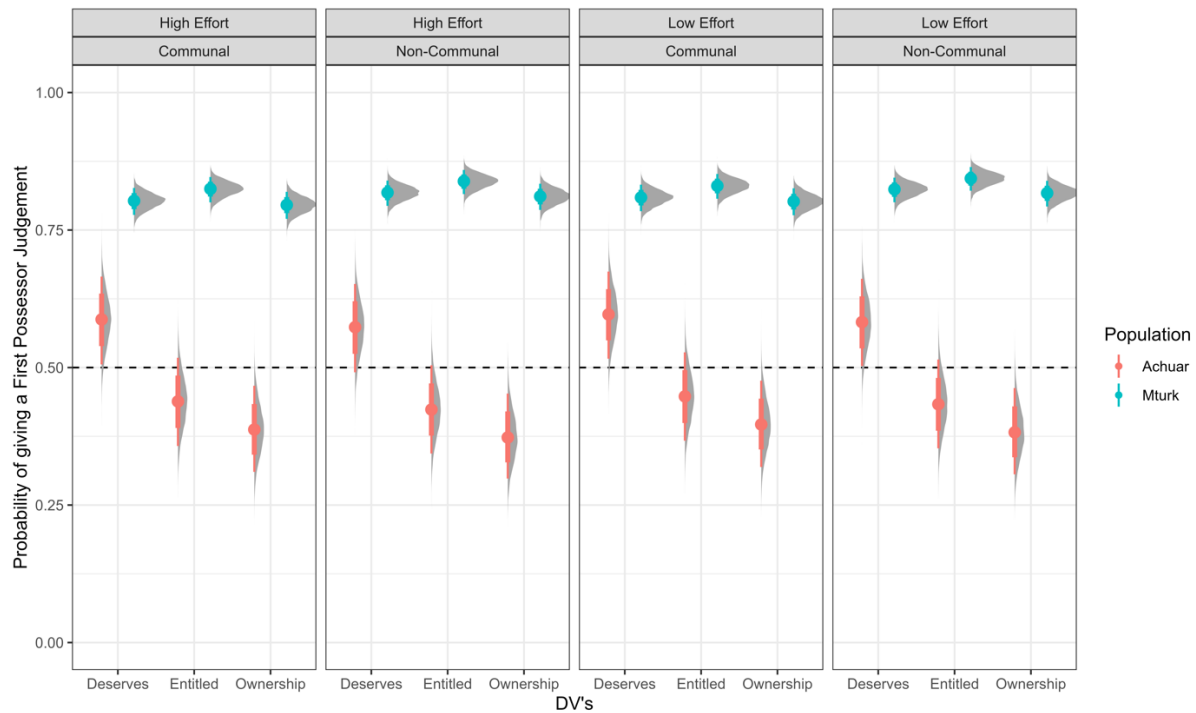 High Effort High Effort Low Effort Low Effort
Communal Non-Communal Communal Non-Communal
Probability of giving a First Possessor Judgement
1.00
0.75
0.50
0.25
0.00
Deserves Entitled Ownership Deserves Entitled Ownership Deserves Entitled Ownership Deserves Entitled Ownership
DV's
Population
Achuar
Mturk